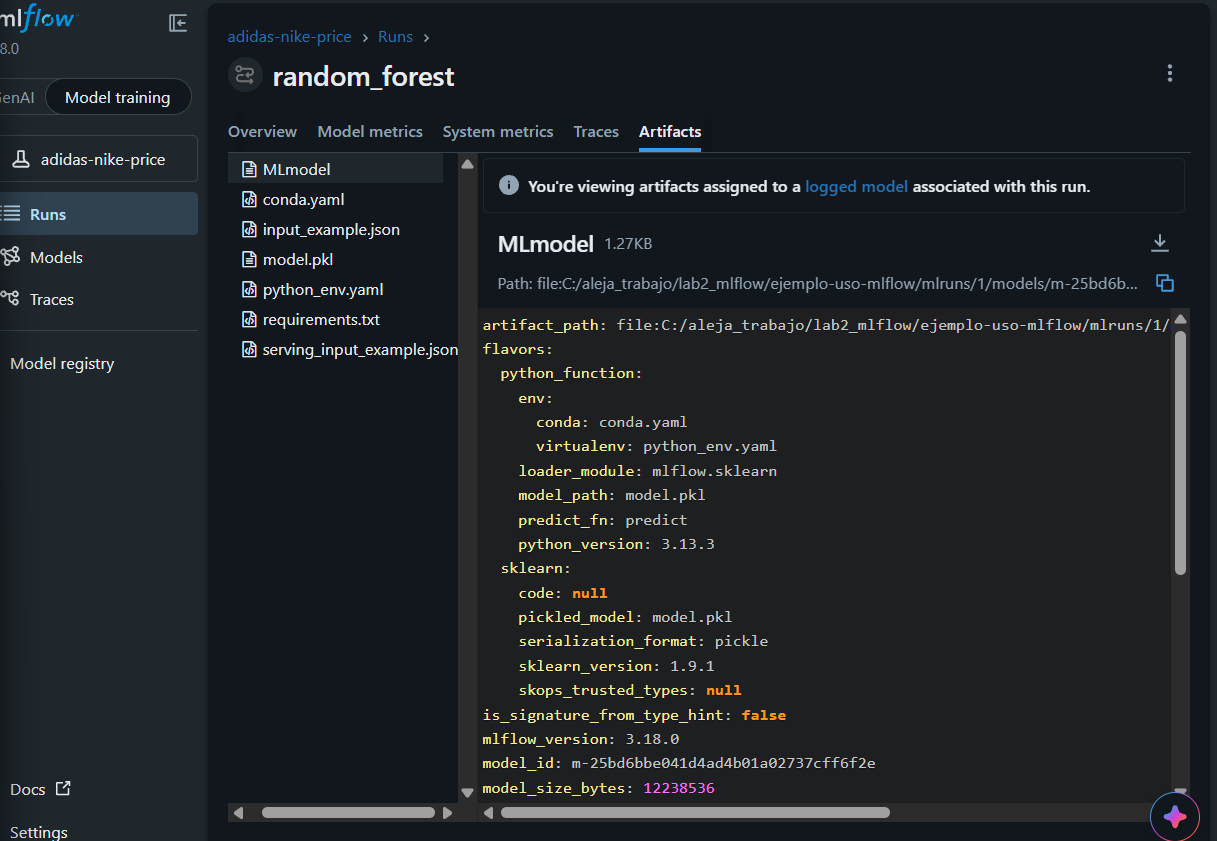 mlflow
8.0
GenAI
Model training
adidas-nike-price
Runs
Models
Traces
Model registry
Docs
Settings
adidas-nike-price › Runs ›
random_forest
Overview Model metrics System metrics Traces Artifacts
MLmodel
conda.yaml
input_example.json
model.pkl
python_env.yaml
requirements.txt
serving_input_example.json
You're viewing artifacts assigned to a logged model associated with this run.
MLmodel 1.27KB
Path: file:C:/aleja_trabajo/lab2_mlflow/ejemplo-uso-mlflow/mlruns/1/models/m-25bd6b...
artifact_path: file:C:/aleja_trabajo/lab2_mlflow/ejemplo-uso-mlflow/mlruns/1/
flavors:
python_function:
env:
conda: conda.yaml
virtualenv: python_env.yaml
loader_module: mlflow.sklearn
model_path: model.pkl
predict_fn: predict
python_version: 3.13.3
sklearn:
code: null
pickled_model: model.pkl
serialization_format: pickle
sklearn_version: 1.9.1
skops_trusted_types: null
is_signature_from_type_hint: false
mlflow_version: 3.18.0
model_id: m-25bd6bbe041d4ad4b01a02737cff6f2e
model_size_bytes: 12238536